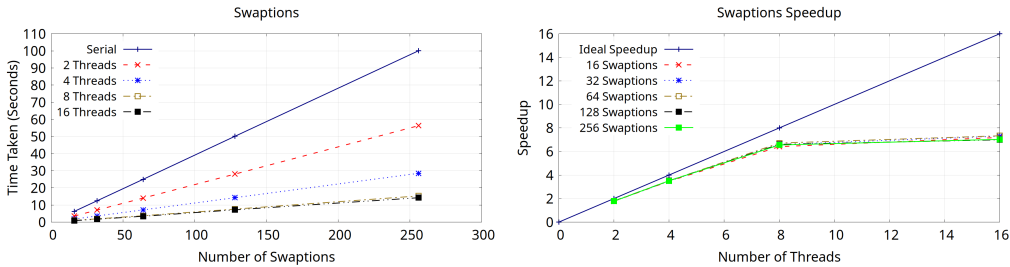 Swaptions
Time Taken (Seconds)
110
100
90
80
70
60
50
40
30
20
10
0
Serial
2 Threads
4 Threads
8 Threads
16 Threads
0 50 100 150 200 250 300
Number of Swaptions
Swaptions Speedup
Speedup
16
14
12
10
8
6
4
2
0
Ideal Speedup
16 Swaptions
32 Swaptions
64 Swaptions
128 Swaptions
256 Swaptions
0 2 4 6 8 10 12 14 16
Number of Threads